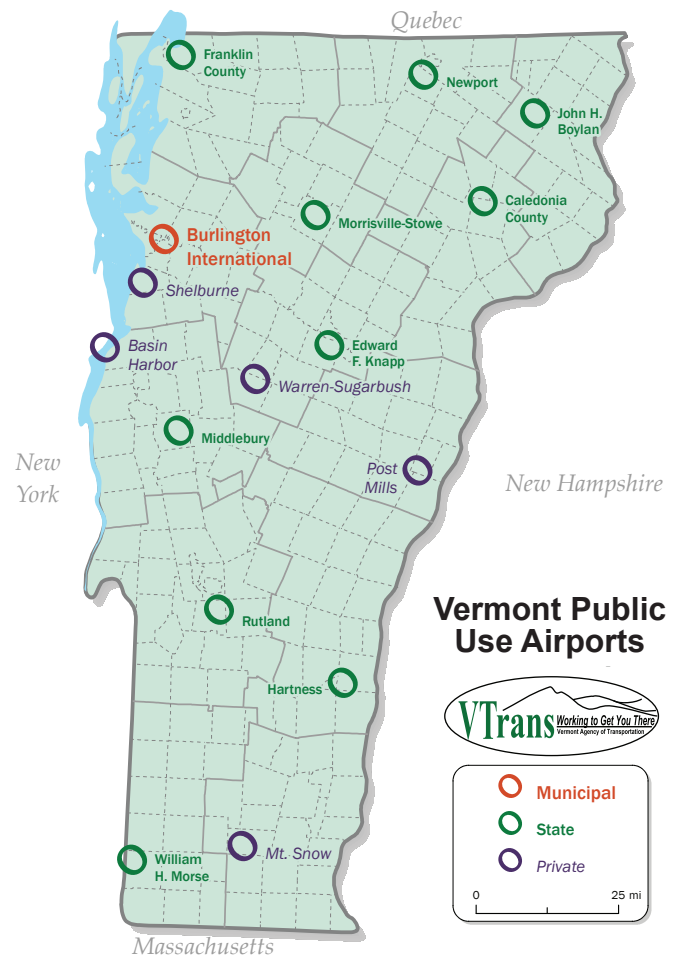 Quebec
Franklin
County
Newport
John H.
Boylan
Caledonia
County
Morrisville-Stowe
Burlington
International
Shelburne
Basin
Harbor
Edward
F. Knapp
Warren-Sugarbush
Middlebury
New
York
Post
Mills
New Hampshire
Rutland
Hartness
William
H. Morse
Mt. Snow
Massachusetts
Vermont Public
Use Airports
VTrans
Working to Get You There
Vermont Agency of Transportation
Municipal
State
Private
0 25 mi